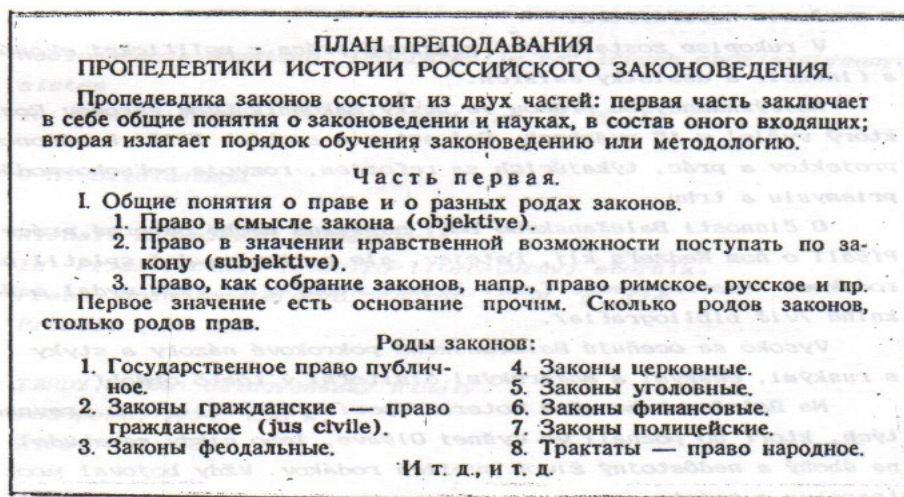 ПЛАН ПРЕПОДАВАНИЯ
ПРОПЕДЕВТИКИ ИСТОРИИ РОССИЙСКОГО ЗАКОНОВЕДЕНИЯ.
Пропедевдика законов состоит из двух частей: первая часть заключает
в себе общие понятия о законоведении и науках, в состав оного входящих;
вторая излагает порядок обучения законоведению или методологию.
Часть первая.
I. Общие понятия о праве и о разных родах законов.
1. Право в смысле закона (objektive).
2. Право в значении нравственной возможности поступать по за-
кону (subjektive).
3. Право, как собрание законов, напр., право римское, русское и пр.
Первое значение есть основание прочим. Сколько родов законов,
столько родов прав.
Роды законов:
1. Государственное право публич-
ное.
2. Законы гражданские — право
гражданское (jus civile).
3. Законы феодальные.
4. Законы церковные.
5. Законы уголовные.
6. Законы финансовые.
7. Законы полицейские.
8. Трактаты — право народное.
И т. д. и т. д.